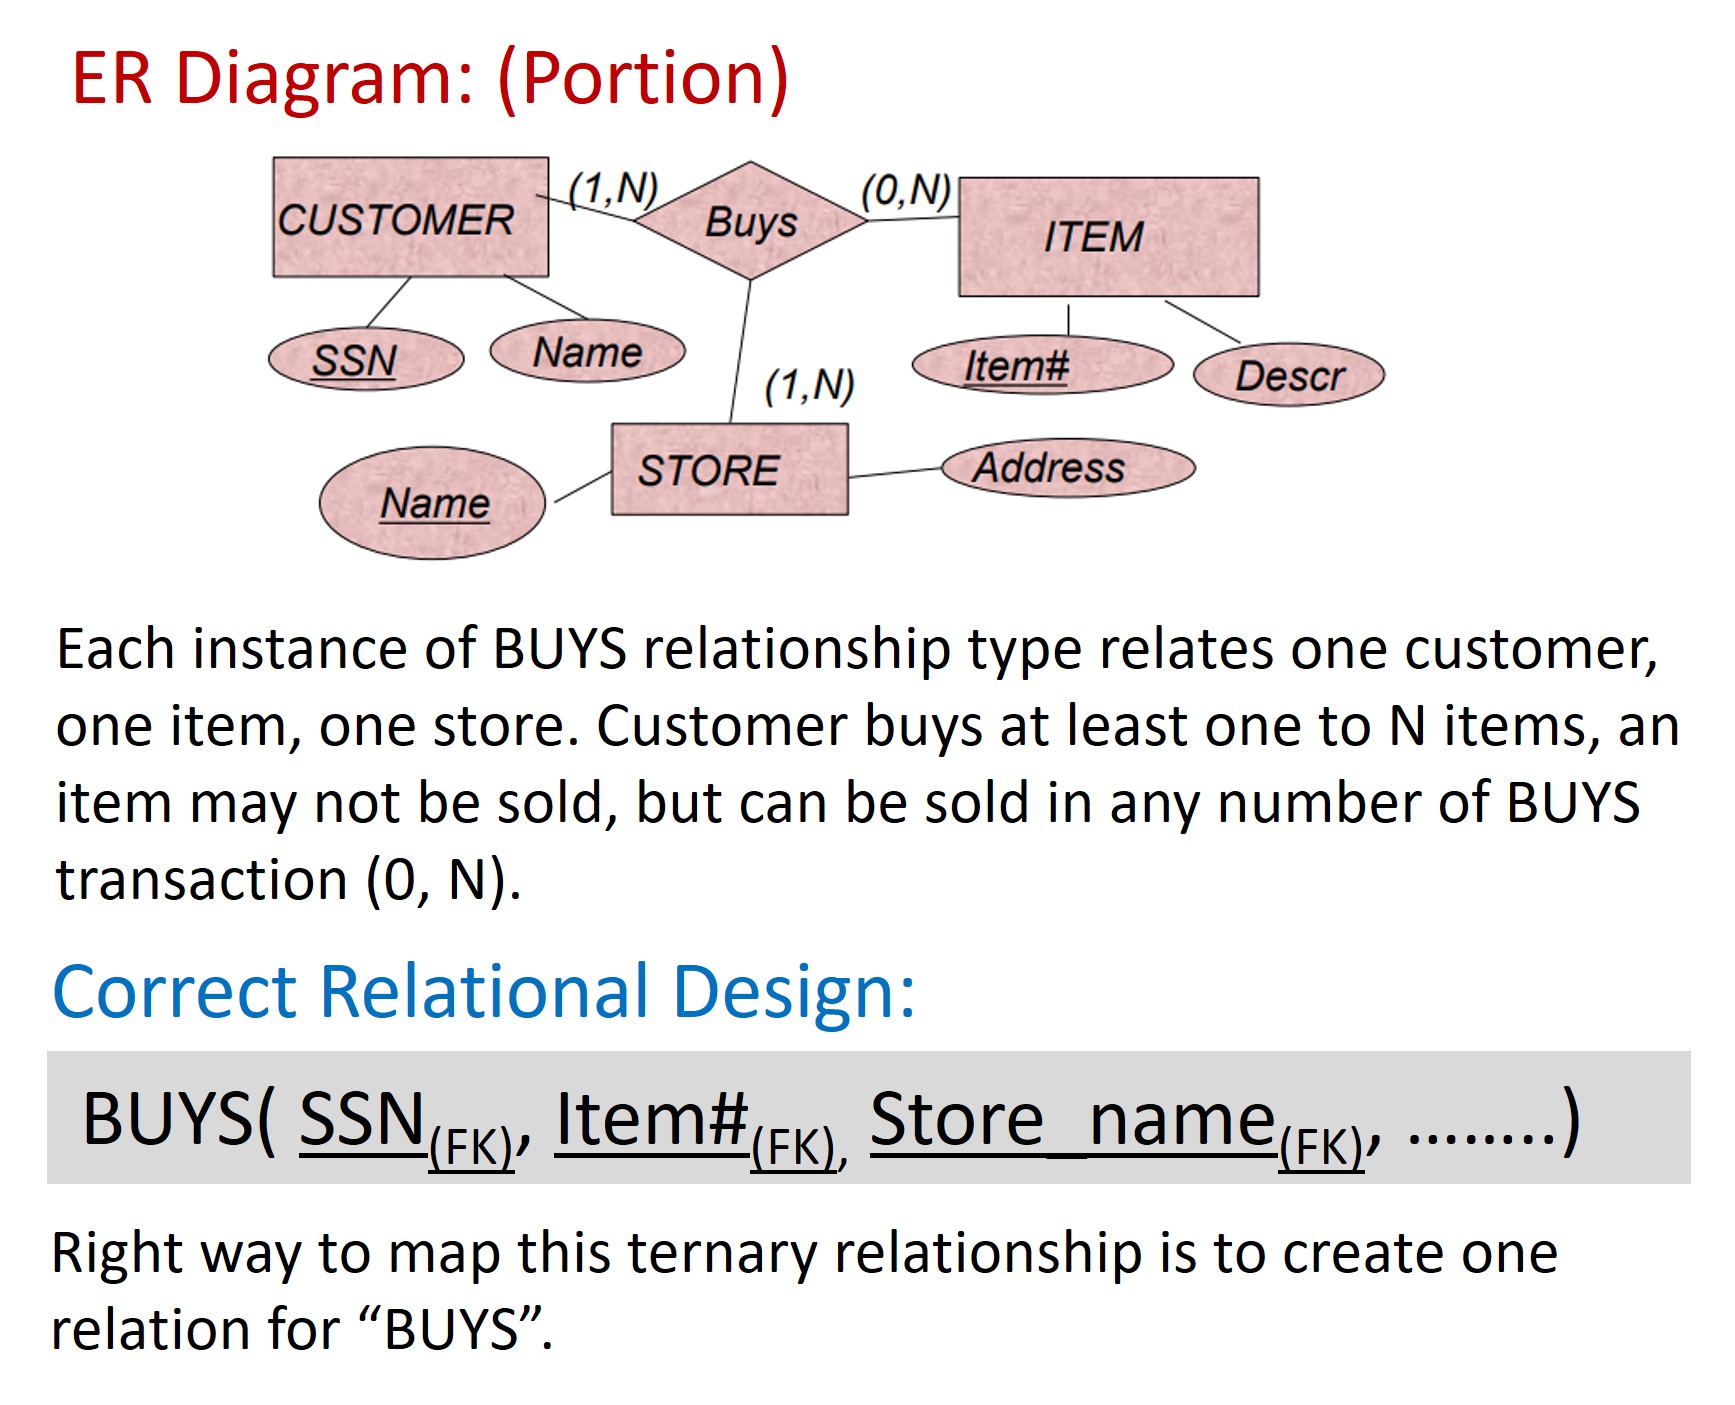 ER Diagram: (Portion)
CUSTOMER
(1,N)
Buys
(0,N)
ITEM
SSN
Name
Item#
Descr
(1,N)
STORE
Name
Address
Each instance of BUYS relationship type relates one customer,
one item, one store. Customer buys at least one to N items, an
item may not be sold, but can be sold in any number of BUYS
transaction (0, N).
Correct Relational Design:
BUYS( SSN(FK), Item#(FK), Store_name(FK), ........)
Right way to map this ternary relationship is to create one
relation for “BUYS”.